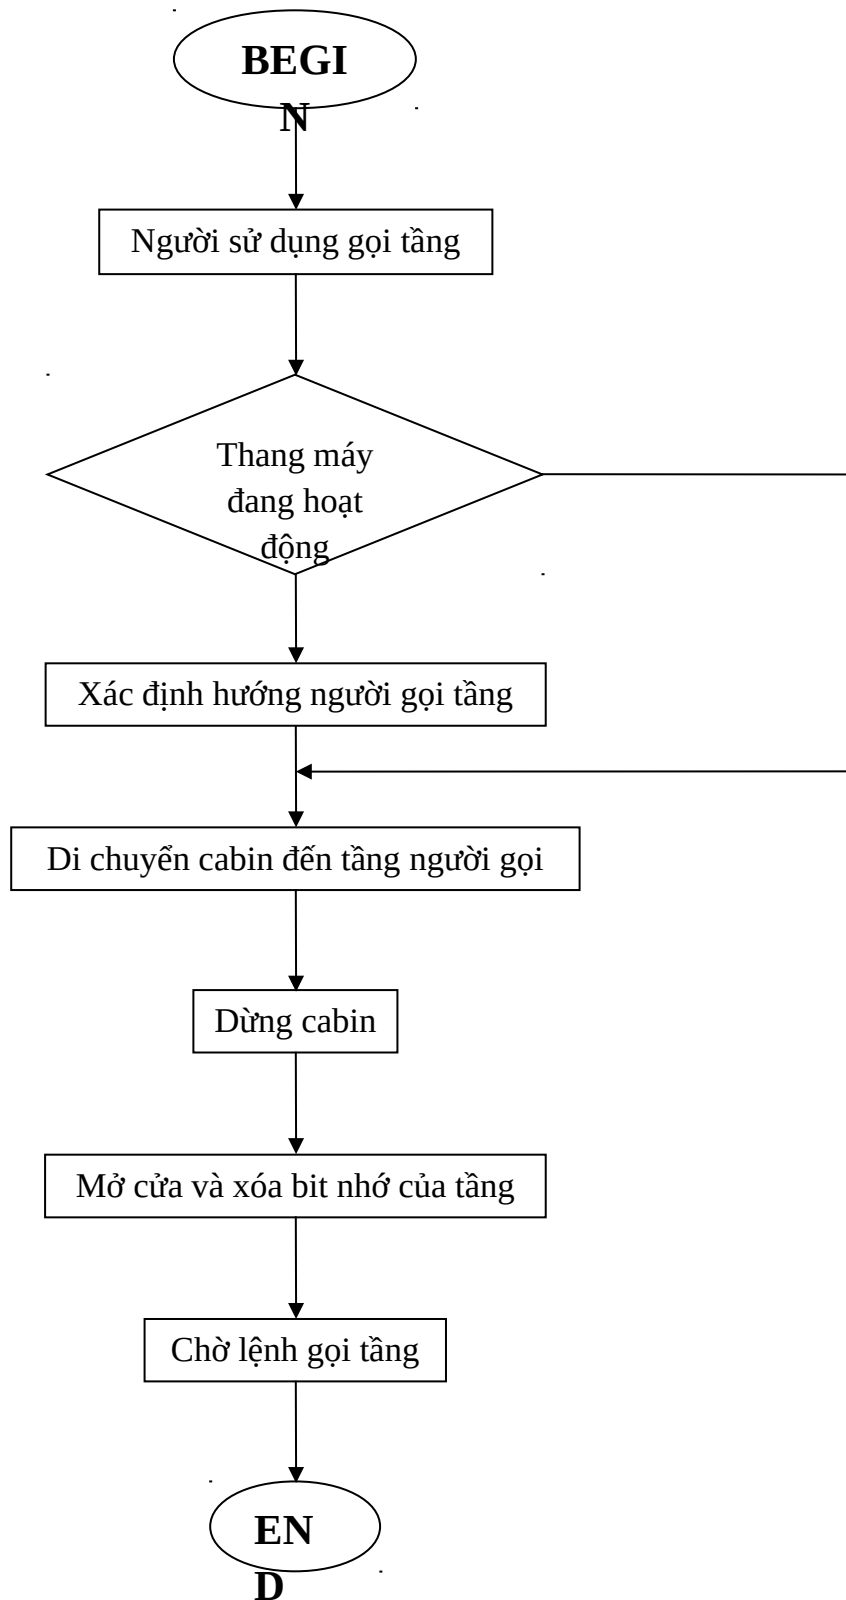 BEGI
N
Người sử dụng gọi tầng
Thang máy
đang hoạt
động
Xác định hướng người gọi tầng
Di chuyển cabin đến tầng người gọi
Dừng cabin
Mở cửa và xóa bit nhớ của tầng
Chờ lệnh gọi tầng
EN
D